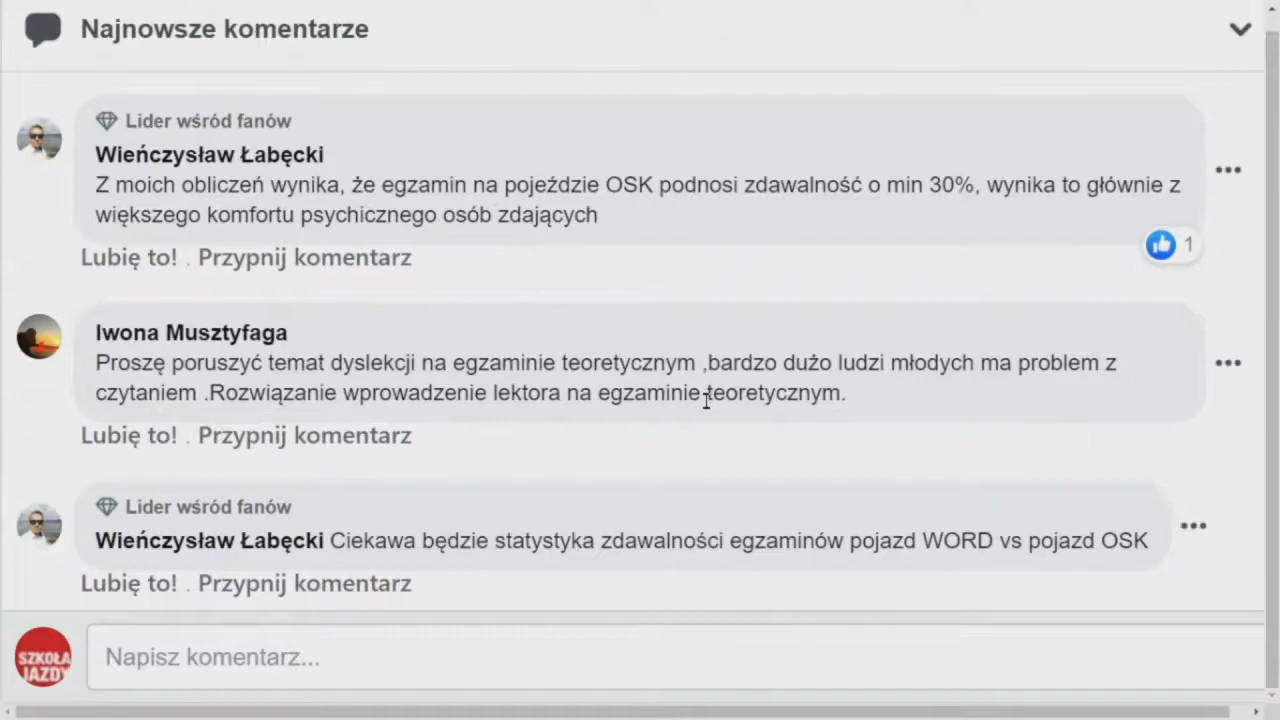 Najnowsze komentarze
Lider wśród fanów
Wieńczysław Łabęcki
Z moich obliczeń wynika, że egzamin na pojeździe OSK podnosi zdawalność o min 30%, wynika to głównie z
większego komfortu psychicznego osób zdających
Lubię to! . Przypnij komentarz
1
Iwona Musztyfaga
Proszę poruszyć temat dyslekcji na egzaminie teoretycznym ,bardzo dużo ludzi młodych ma problem z
czytaniem .Rozwiązanie wprowadzenie lektora na egzaminie teoretycznym.
Lubię to! . Przypnij komentarz
Lider wśród fanów
Wieńczysław Łabęcki Ciekawa będzie statystyka zdawalności egzaminów pojazd WORD vs pojazd OSK
Lubię to! . Przypnij komentarz
SZKOŁA
JAZDY
Napisz komentarz...